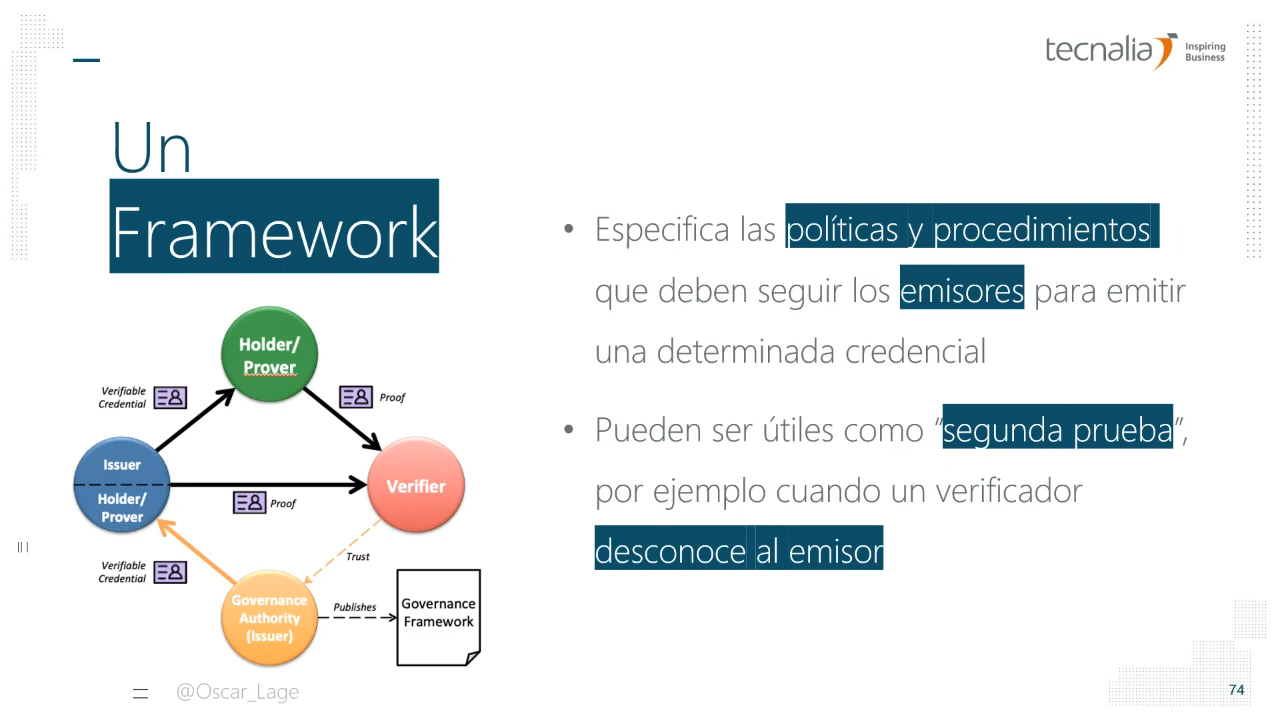 tecnalia
Inspiring
Business
Un
Framework
• Especifica las políticas y procedimientos
que deben seguir los emisores para emitir
una determinada credencial
• Pueden ser útiles como “segunda prueba”,
por ejemplo cuando un verificador
desconoce al emisor
Holder/
Prover
Verifiable
Credential
Proof
Issuer
Holder/
Prover
Proof
Verifier
Verifiable
Credential
Trust
Governance
Authority
(Issuer)
Publishes
Governance
Framework
@Oscar_Lage
74